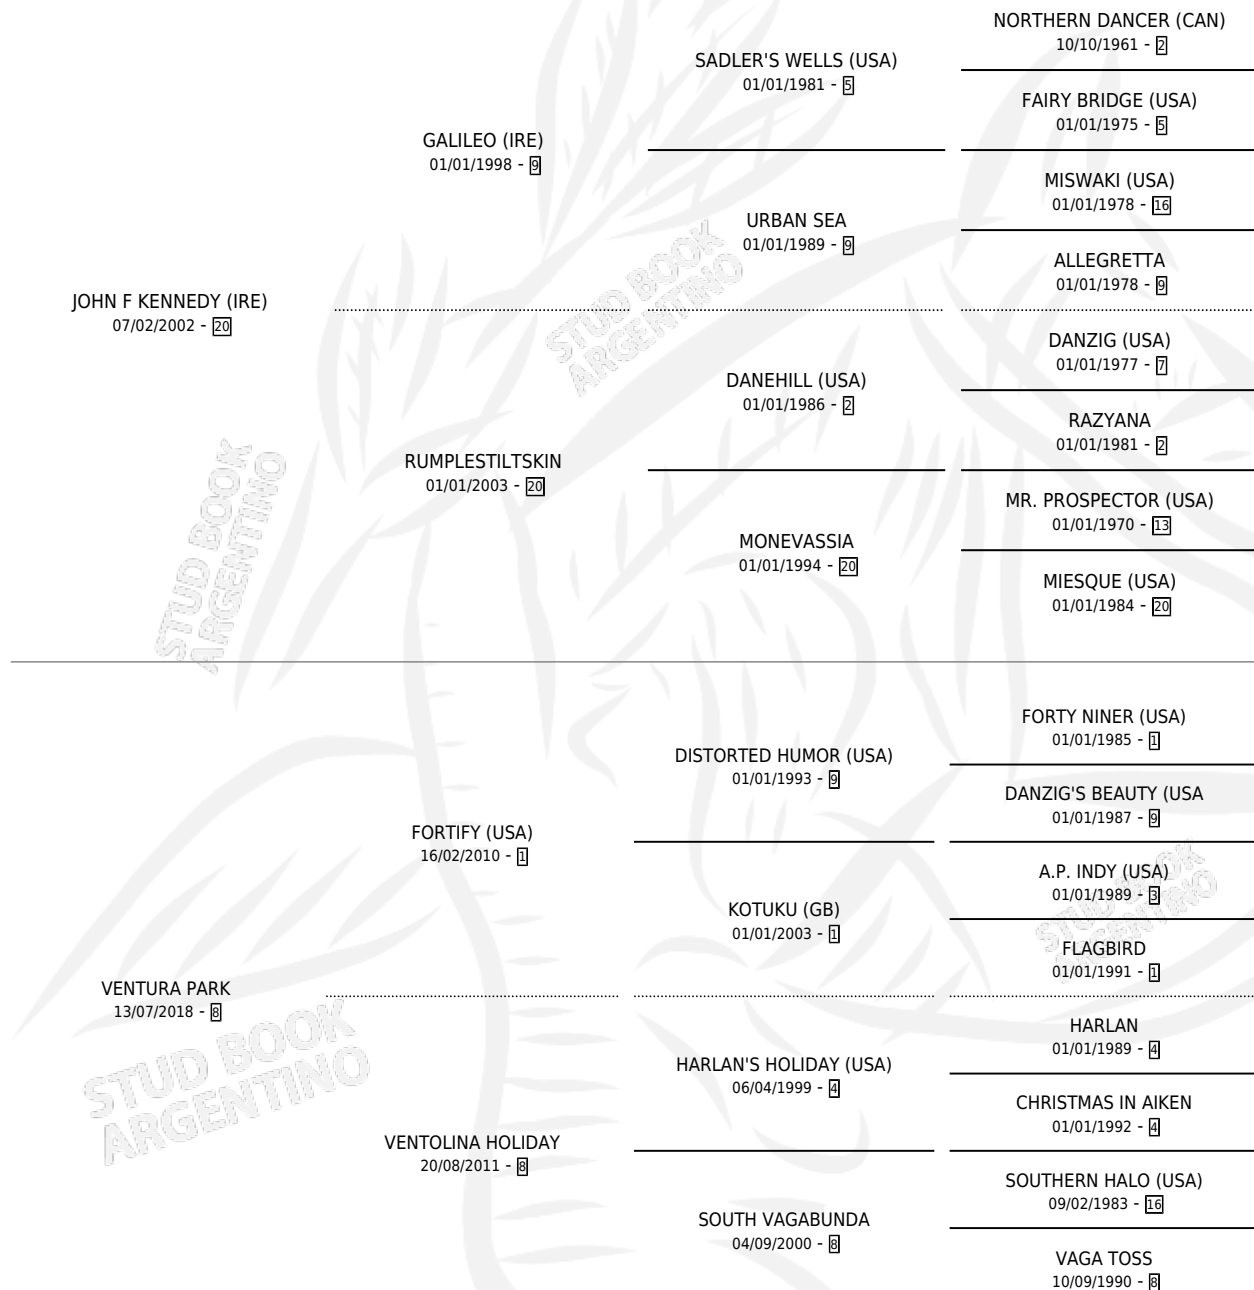 NORTHERN DANCER (CAN)
10/10/1961 - 2
SADLER'S WELLS (USA)
01/01/1981 - 5
FAIRY BRIDGE (USA)
01/01/1975 - 5
GALILEO (IRE)
01/01/1998 - 9
MISWAKI (USA)
01/01/1978 - 16
URBAN SEA
01/01/1989 - 9
ALLEGRETTA
01/01/1978 - 9
JOHN F KENNEDY (IRE)
07/02/2002 - 20
DANZIG (USA)
01/01/1977 - 7
DANEHILL (USA)
01/01/1986 - 2
RAZYANA
01/01/1981 - 2
RUMPLESTILTSKIN
01/01/2003 - 20
MR. PROSPECTOR (USA)
01/01/1970 - 13
MONEVASSIA
01/01/1994 - 20
MIESQUE (USA)
01/01/1984 - 20
FORTY NINER (USA)
01/01/1985 - 1
DISTORTED HUMOR (USA)
01/01/1993 - 9
DANZIG'S BEAUTY (USA
01/01/1987 - 9
FORTIFY (USA)
16/02/2010 - 1
A.P. INDY (USA)
01/01/1989 - 3
KOTUKU (GB)
01/01/2003 - 1
FLAGBIRD
01/01/1991 - 1
VENTURA PARK
13/07/2018 - 8
HARLAN
01/01/1989 - 4
HARLAN'S HOLIDAY (USA)
06/04/1999 - 4
CHRISTMAS IN AIKEN
01/01/1992 - 4
VENTOLINA HOLIDAY
20/08/2011 - 8
SOUTHERN HALO (USA)
09/02/1983 - 16
SOUTH VAGABUNDA
04/09/2000 - 8
VAGA TOSS
10/09/1990 - 8
STUD BOOK
ARGENTINO
STUD BOOK
ARGENTINO
STUD BOOK
ARGENTINO
STUD BOOK
ARGENTINO